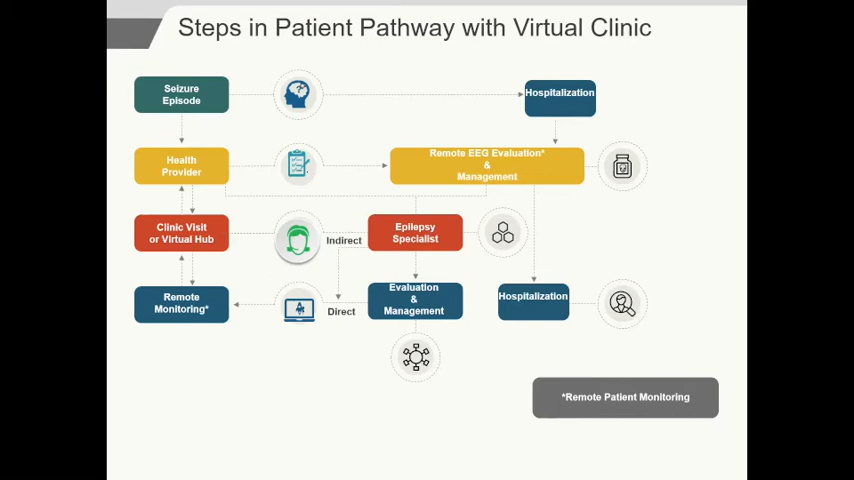 Steps in Patient Pathway with Virtual Clinic
Seizure
Episode
Hospitalization
Health
Provider
Remote EEG Evaluation*
&
Management
Clinic Visit
or Virtual Hub
Indirect
Epilepsy
Specialist
Remote
Monitoring*
Direct
Evaluation
&
Management
Hospitalization
*Remote Patient Monitoring